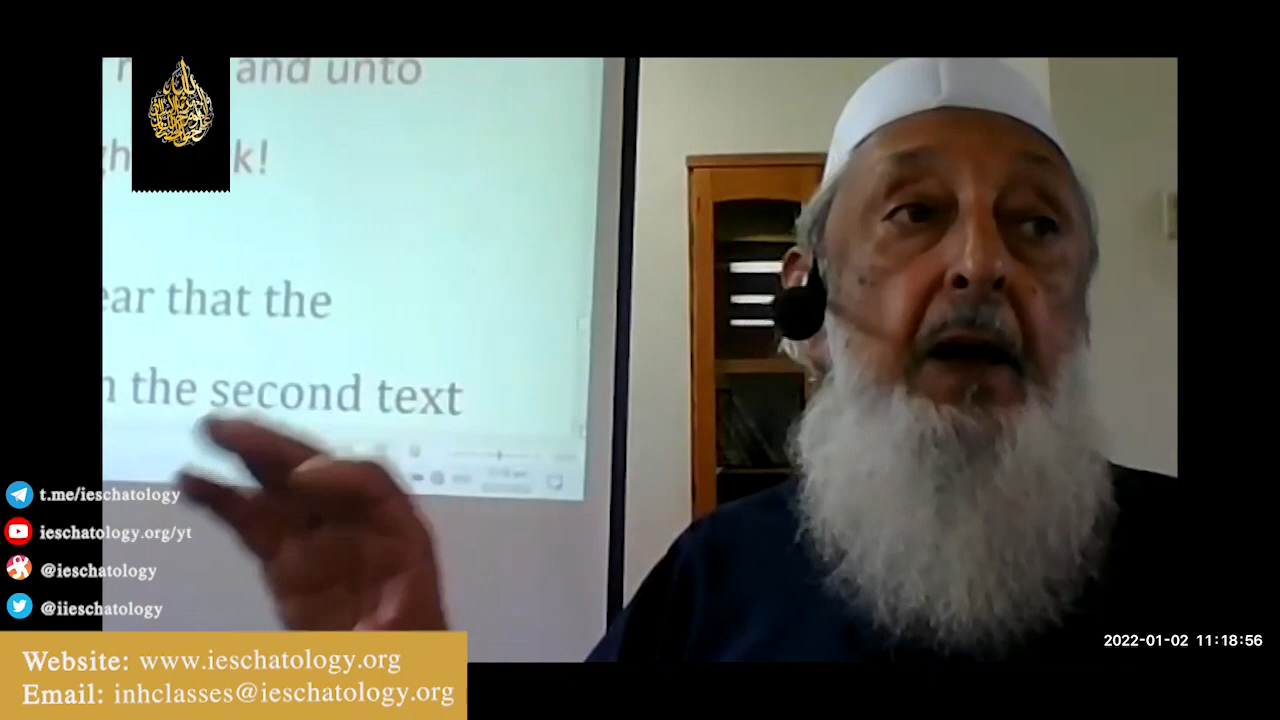 and unto
k!
ear that the
the second text
t.me/ieschatology
ieschatology.org/yt
@ieschatology
@iieschatology
2022-01-02 11:18:56
Website: www.ieschatology.org
Email: inhclasses@ieschatology.org